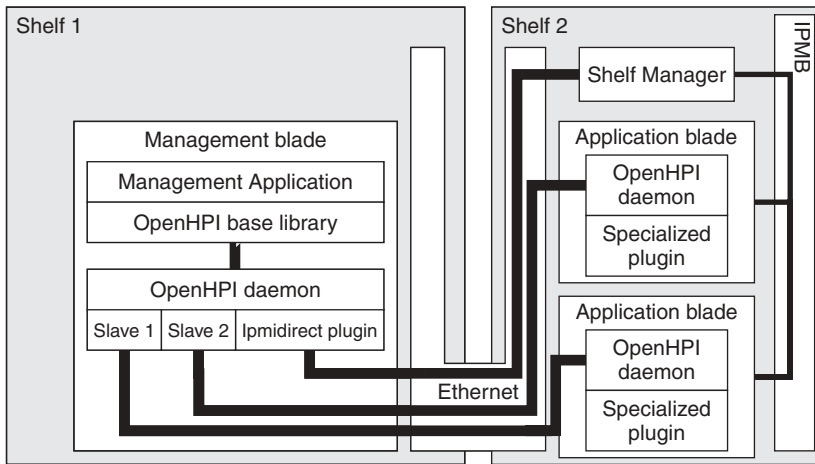 Shelf 1
Management blade
Management Application
OpenHPI base library
OpenHPI daemon
Slave 1
Slave 2
Ipmidirect plugin
Ethernet
Shelf 2
IPMB
Shelf Manager
Application blade
OpenHPI
daemon
Specialized
plugin
Application blade
OpenHPI
daemon
Specialized
plugin